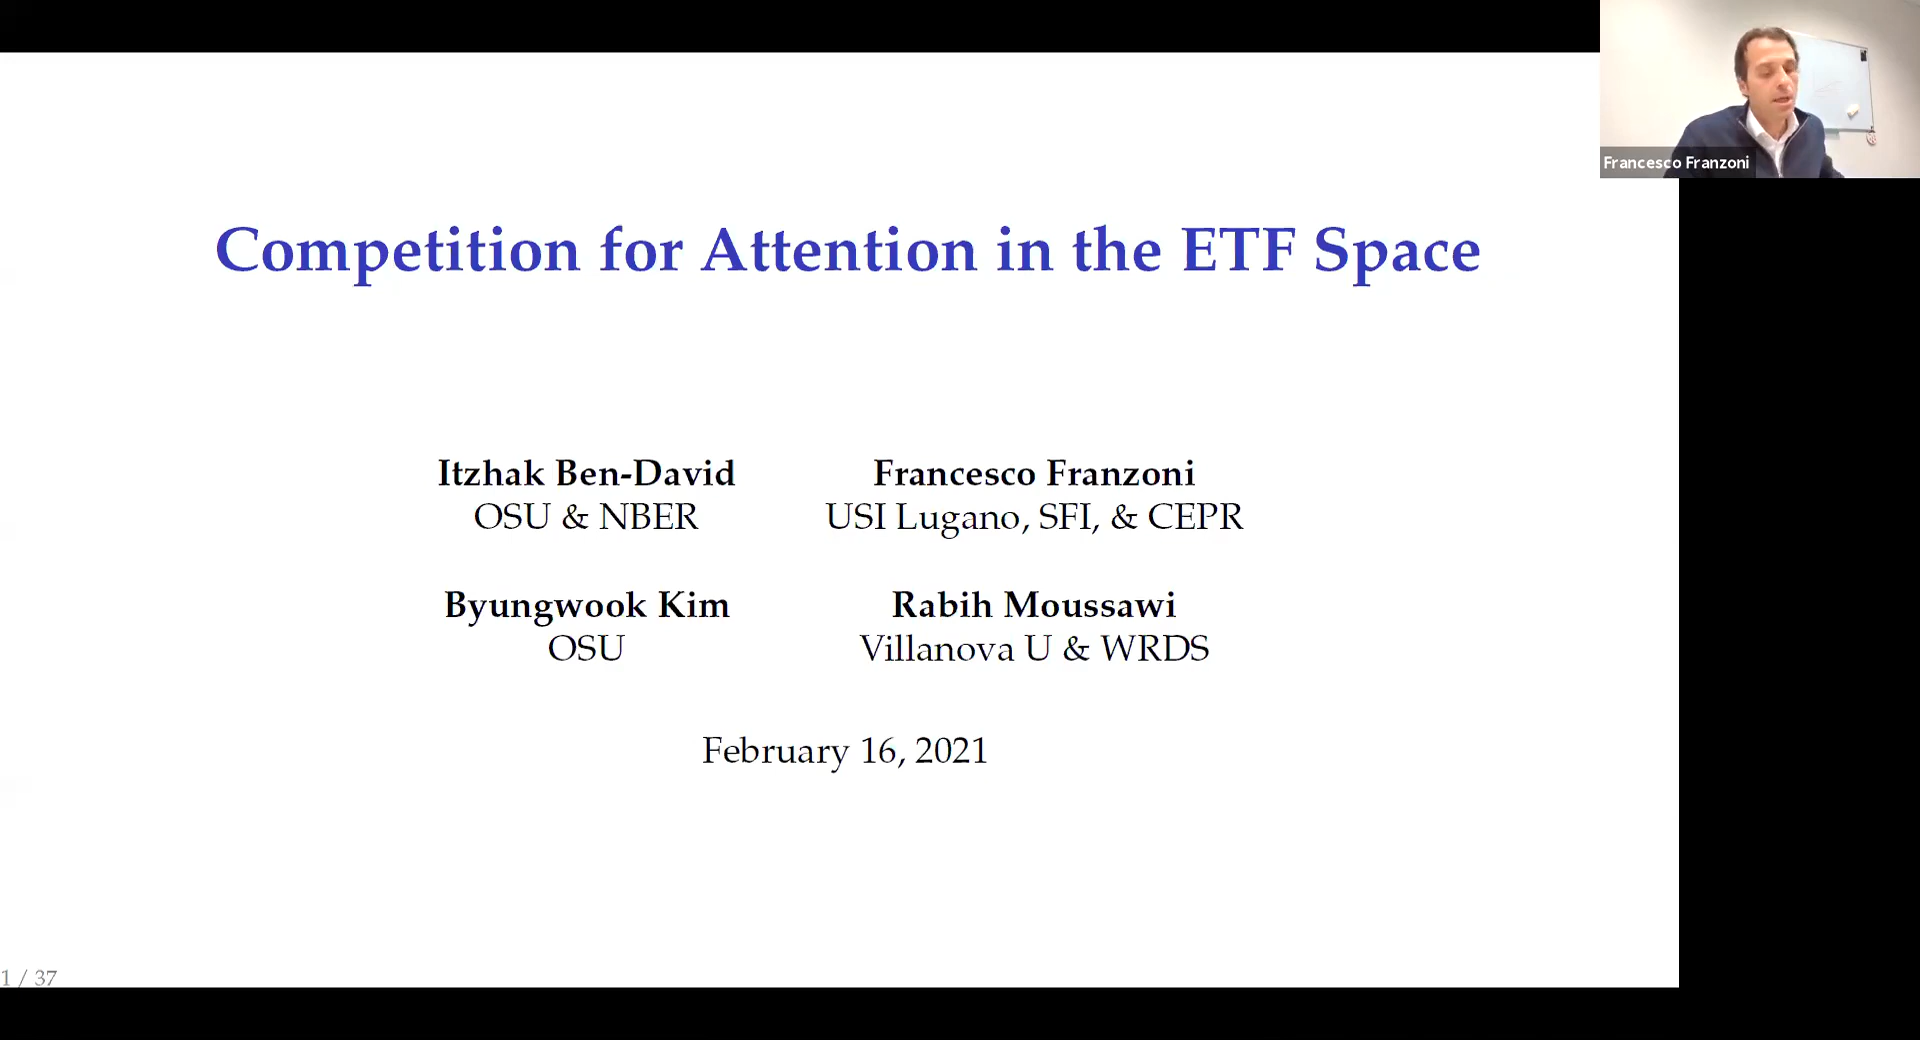 Francesco Franzoni
Competition for Attention in the ETF Space
Itzhak Ben-David
OSU & NBER
Francesco Franzoni
USI Lugano, SFI, & CEPR
Byungwook Kim
OSU
Rabih Moussawi
Villanova U & WRDS
February 16, 2021
1 / 37